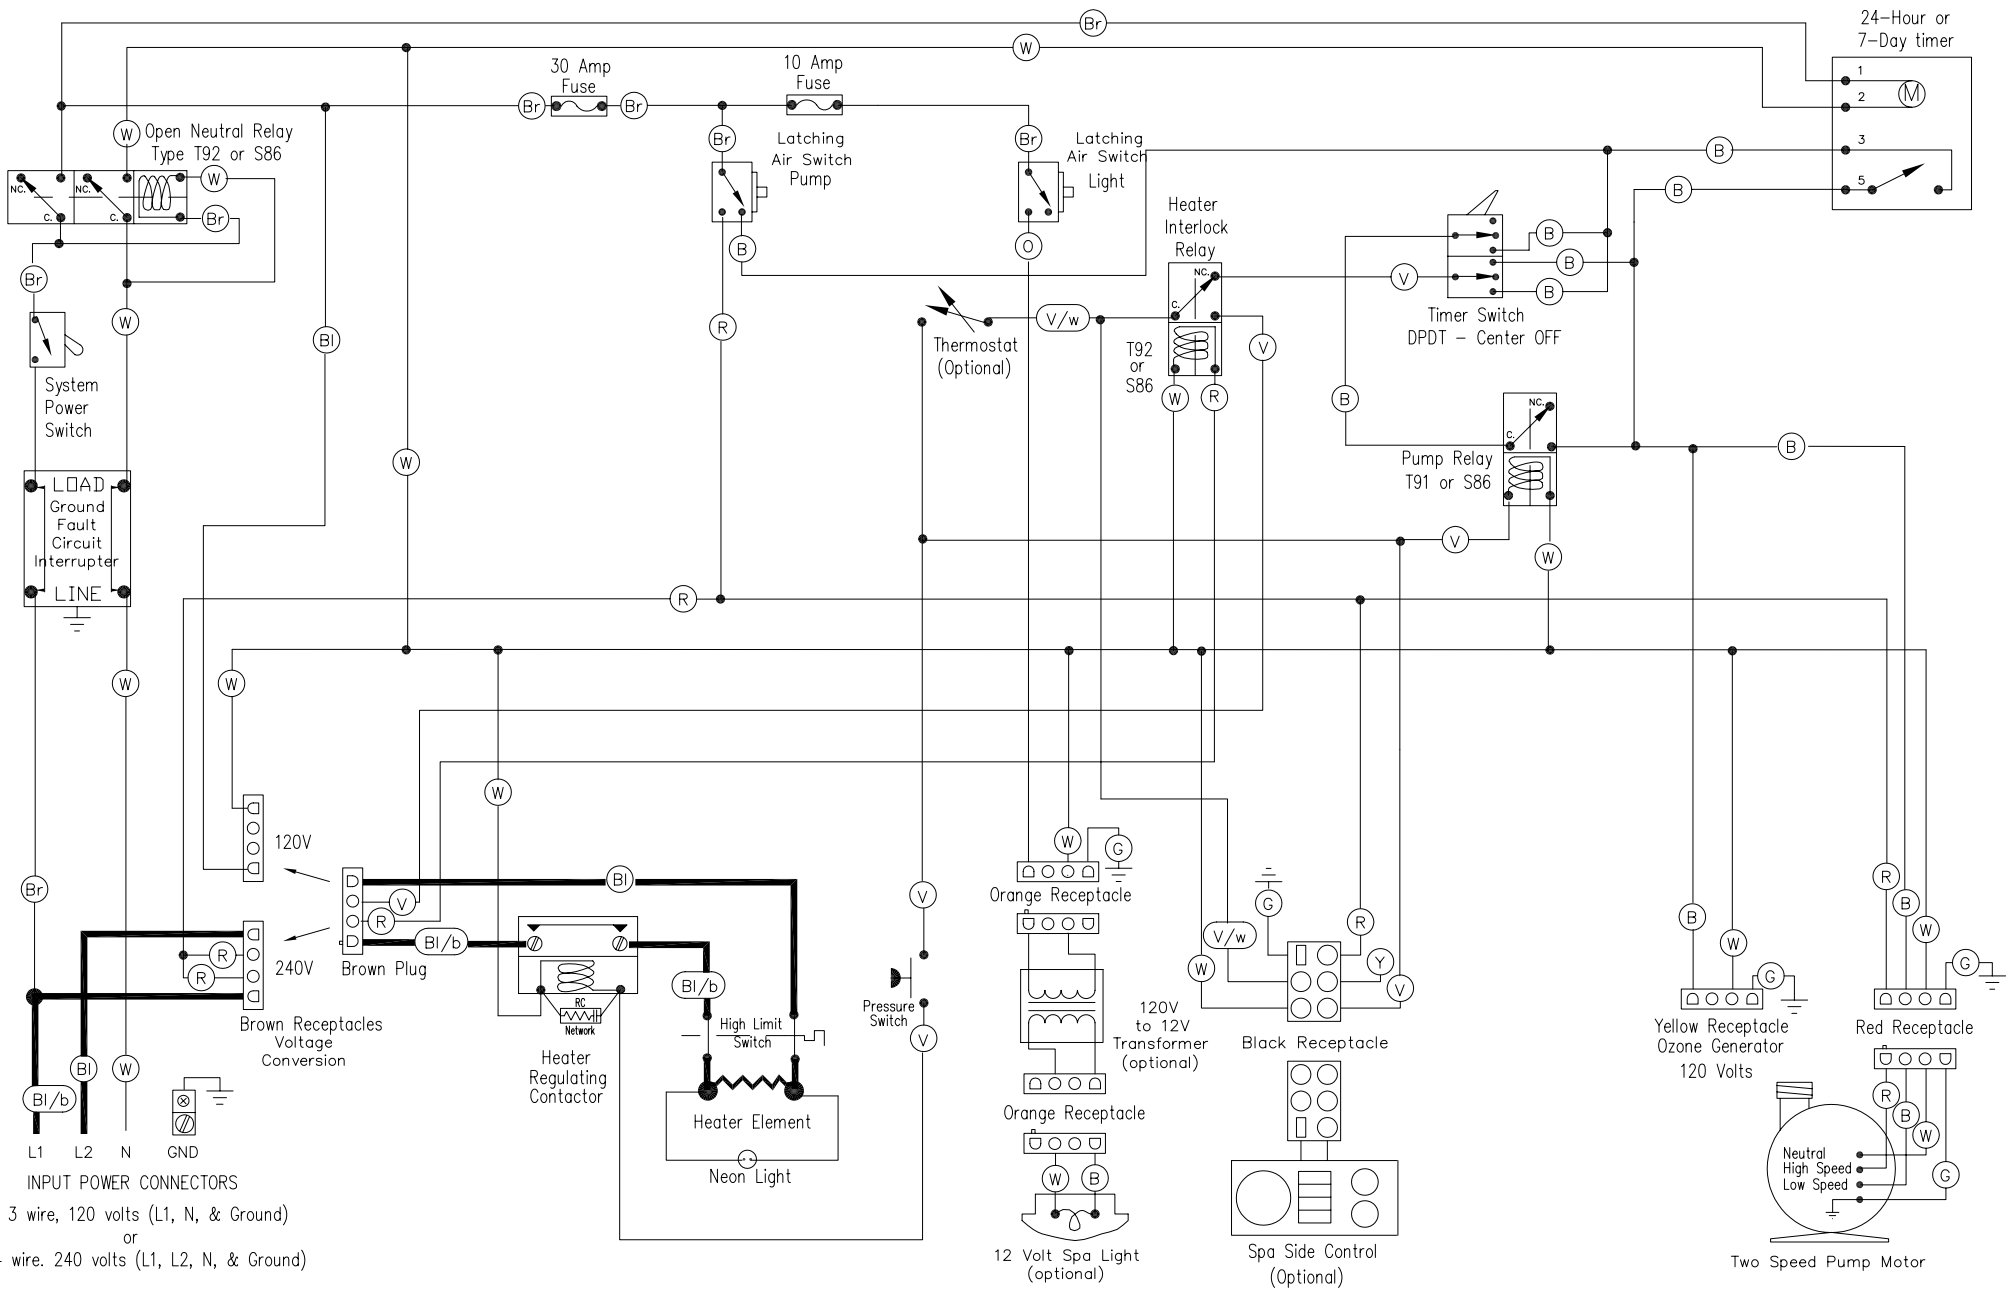 Br
24-Hour or
7-Day timer
W
1
2
M
3
5
30 Amp
Fuse
10 Amp
Fuse
Br
Br
W
Open Neutral Relay
Type T92 or S86
NC.
NC.
C.
C.
W
Br
Br
Latching
Air Switch
Pump
Br
Latching
Air Switch
Light
B
B
Br
W
Bl
B
O
R
Heater
Interlock
Relay
NC.
C.
V
B
B
B
Timer Switch
DPDT - Center OFF
V/w
Thermostat
(Optional)
T92
or
S86
V
W
R
B
System
Power
Switch
W
NC.
C.
B
Pump Relay
T91 or S86
LOAD
Ground
Fault
Circuit
Interrupter
LINE
V
W
R
W
W
W
120V
Br
Bl
V
R
Bl/b
Brown Plug
R
R
240V
Brown Receptacles
Voltage
Conversion
RC
Network
Heater
Regulating
Contactor
Bl/b
High Limit
Switch
Heater Element
Neon Light
V
Pressure
Switch
V
W
G
Orange Receptacle
120V
to 12V
Transformer
(optional)
Orange Receptacle
W
B
12 Volt Spa Light
(optional)
G
V/w
W
R
Y
V
Black Receptacle
Spa Side Control
(Optional)
B
W
G
Yellow Receptacle
Ozone Generator
120 Volts
R
B
W
G
Red Receptacle
R
B
W
G
Neutral
High Speed
Low Speed
Two Speed Pump Motor
Bl
W
Bl/b
L1
L2
N
GND
INPUT POWER CONNECTORS
3 wire, 120 volts (L1, N, & Ground)
or
wire. 240 volts (L1, L2, N, & Ground)